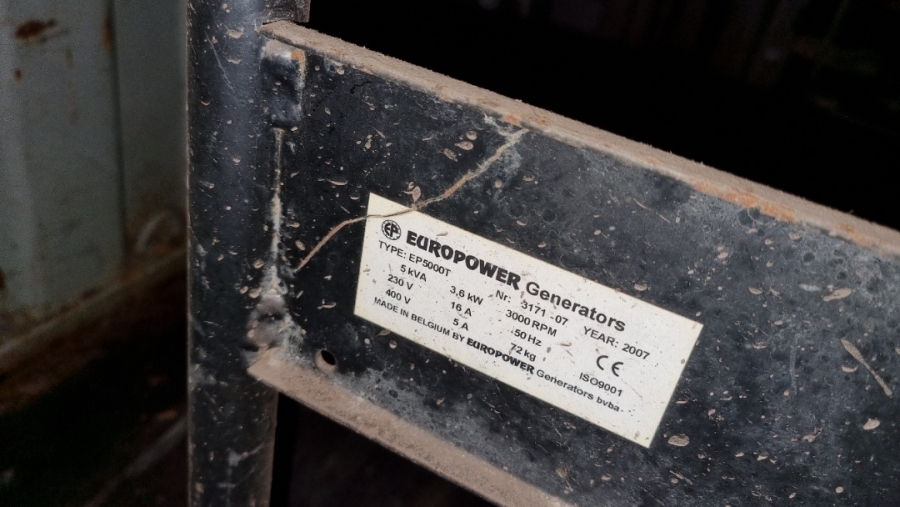 EP EUROPOWER Generators
TYPE: EP5000T Nr: 3171-07 YEAR: 2007
5 kVA 3,6 kW 3000 RPM
230 V 16 A 50 Hz CE
400 V 5 A 72 kg ISO9001
MADE IN BELGIUM BY EUROPOWER Generators bvba